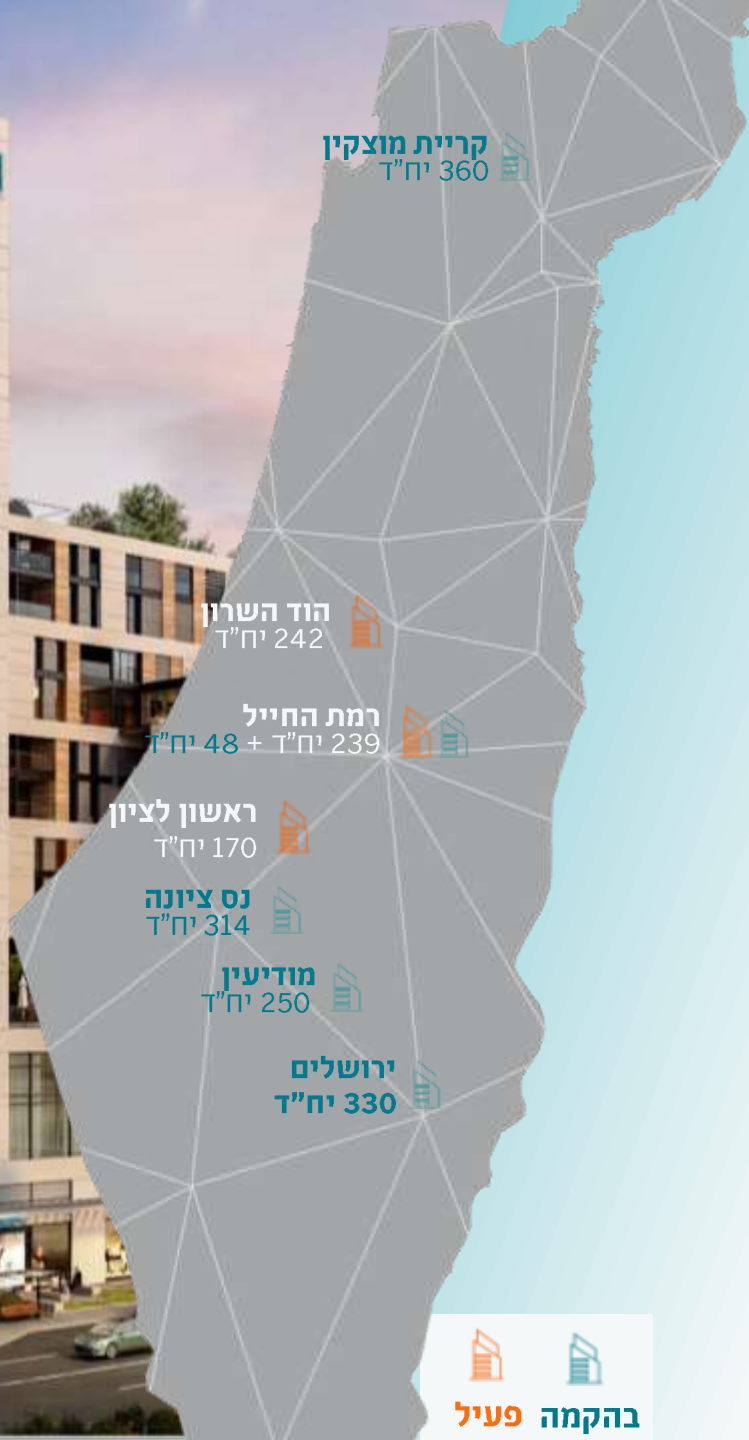 קריית מוצקין
360 יח"ד
הוד השרון
242 יח"ד
רמת החייל
239 יח"ד + 48 יח"ד
ראשון לציון
170 יח"ד
נס ציונה
314 יח"ד
מודיעין
250 יח"ד
ירושלים
330 יח"ד
בהקמה פעיל